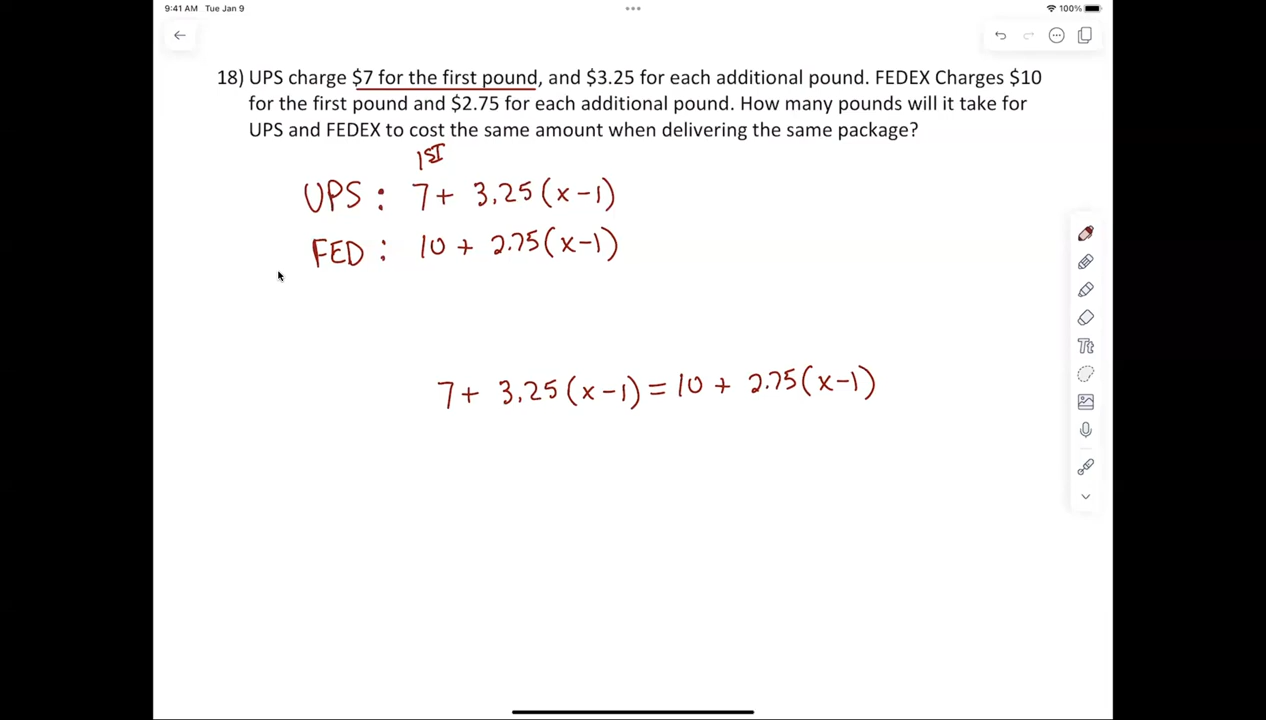 9:41 AM Tue Jan 9
100%
18) UPS charge $7 for the first pound, and $3.25 for each additional pound. FEDEX Charges $10
for the first pound and $2.75 for each additional pound. How many pounds will it take for
UPS and FEDEX to cost the same amount when delivering the same package?
1ST
UPS: 7+ 3.25(x-1)
FED: 10 + 2.75(x-1)
7+ 3.25(x-1)=10 + 2.75(x-1)
Tt